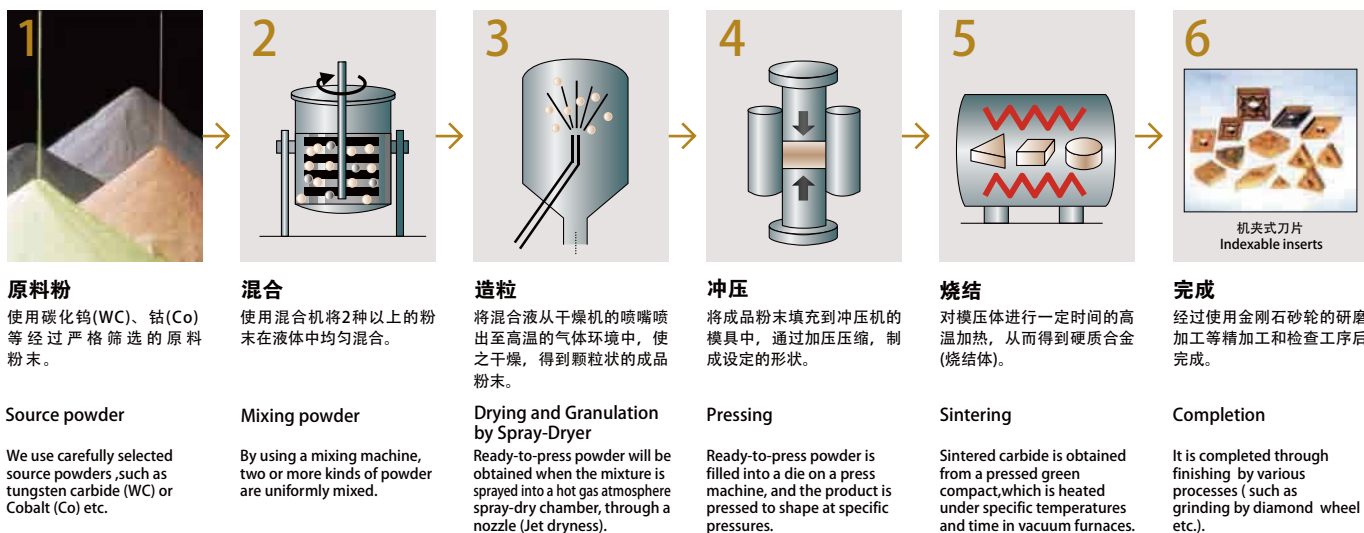 1
2
3
4
5
6
机夹式刀片
Indexable inserts
原料粉
使用碳化钨(WC)、钴(Co)
等经过严格筛选的原料
粉末。
Source powder
We use carefully selected
source powders ,such as
tungsten carbide (WC) or
Cobalt (Co) etc.
混合
使用混合机将2种以上的粉
末在液体中均匀混合。
Mixing powder
By using a mixing machine,
two or more kinds of powder
are uniformly mixed.
造粒
将混合液从干燥机的喷嘴喷
出至高温的气体环境中，使
之干燥，得到颗粒状的成品
粉末。
Drying and Granulation
by Spray-Dryer
Ready-to-press powder will be
obtained when the mixture is
sprayed into a hot gas atmosphere
spray-dry chamber, through a
nozzle (Jet dryness).
冲压
将成品粉末填充到冲压机的
模具中，通过加压压缩，制
成设定的形状。
Pressing
Ready-to-press powder is
filled into a die on a press
machine, and the product is
pressed to shape at specific
pressures.
烧结
对模压体进行一定时间的高
温加热，从而得到硬质合金
(烧结体)。
Sintering
Sintered carbide is obtained
from a pressed green
compact,which is heated
under specific temperatures
and time in vacuum furnaces.
完成
经过使用金刚石砂轮的研磨
加工等精加工和检查工序后
完成。
Completion
It is completed through
finishing by various
processes ( such as
grinding by diamond wheel
etc.).